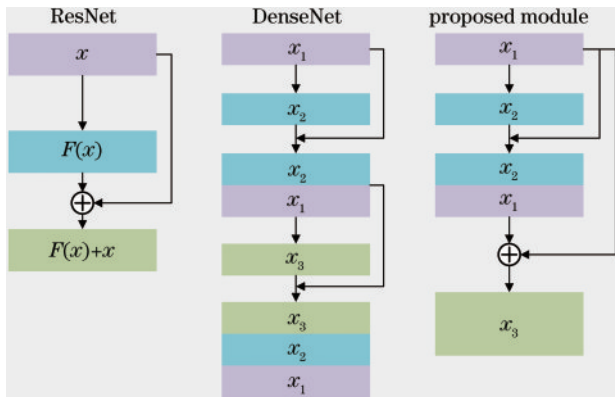 ResNet
x
F(x)
F(x)+x
DenseNet
x₁
x₂
x₂
x₁
x₃
x₃
x₂
x₁
proposed module
x₁
x₂
x₂
x₁
x₃